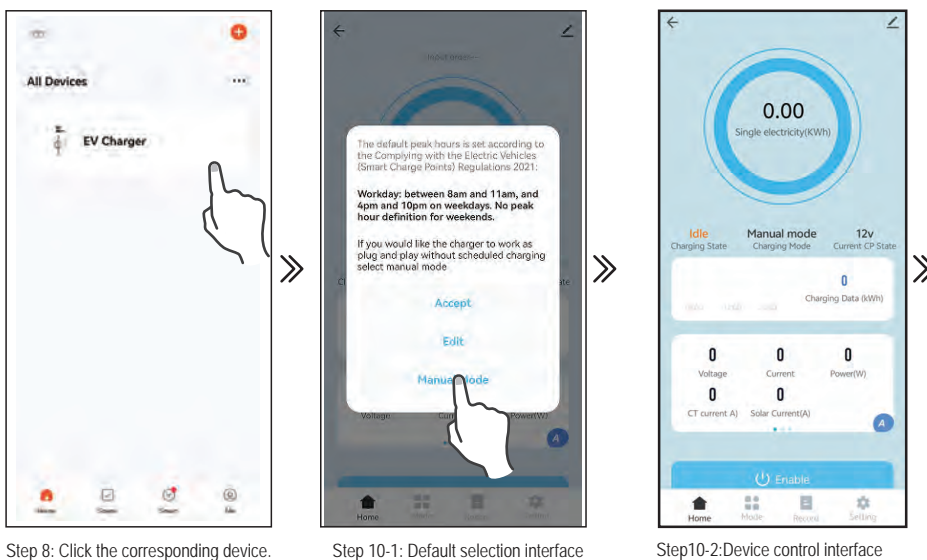 All Devices
...
EV Charger
Home
Scene
Smart
Me
Step 8: Click the corresponding device.
The default peak hours is set according to
the Complying with the Electric Vehicles
(Smart Charge Points) Regulations 2021:
Workday: between 8am and 11am, and
4pm and 10pm on weekdays. No peak
hour definition for weekends.
If you would like the charger to work as
plug and play without scheduled charging
select manual mode
Accept
Edit
Manual Mode
Voltage
Power(W)
A
Home
Step 10-1: Default selection interface
0.00
Single electricity(KWh)
Idle
Manual mode
12v
Charging State
Charging Mode
Current CP State
0
Charging Data (kWh)
0 0 0
Voltage Current Power(W)
0 0
CT current A) Solar Current(A)
A
Enable
Home Mode Record Setting
Step10-2:Device control interface